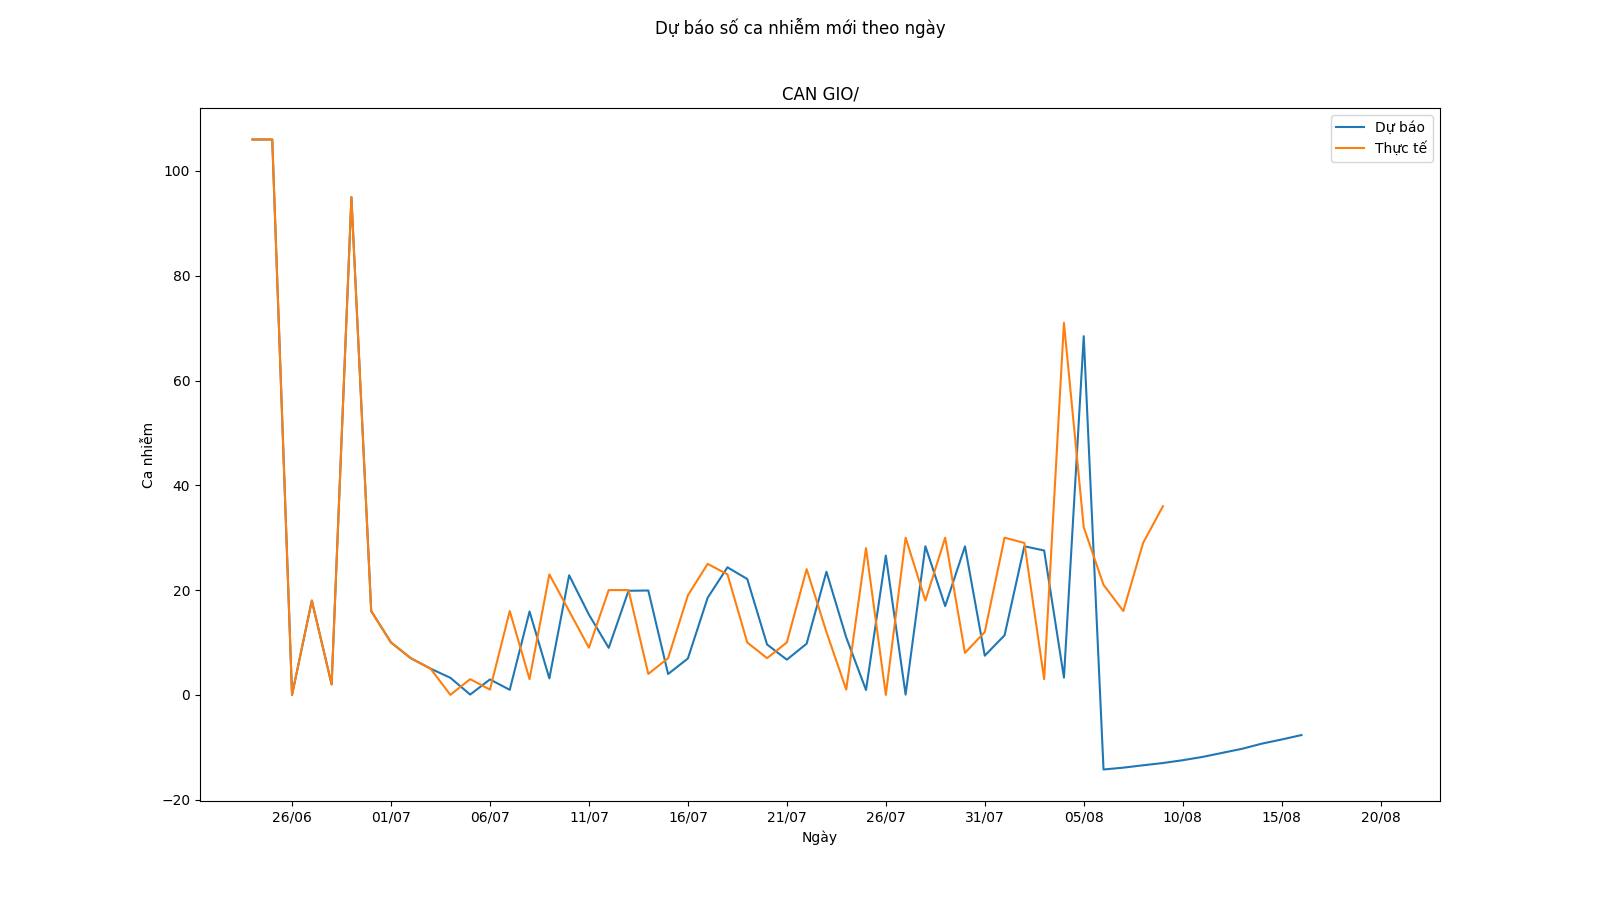 Dự báo số ca nhiễm mới theo ngày
CAN GIO/
Dự báo
Thực tế
Ca nhiễm
100
80
60
40
20
0
−20
26/06 01/07 06/07 11/07 16/07 21/07 26/07 31/07 05/08 10/08 15/08 20/08
Ngày